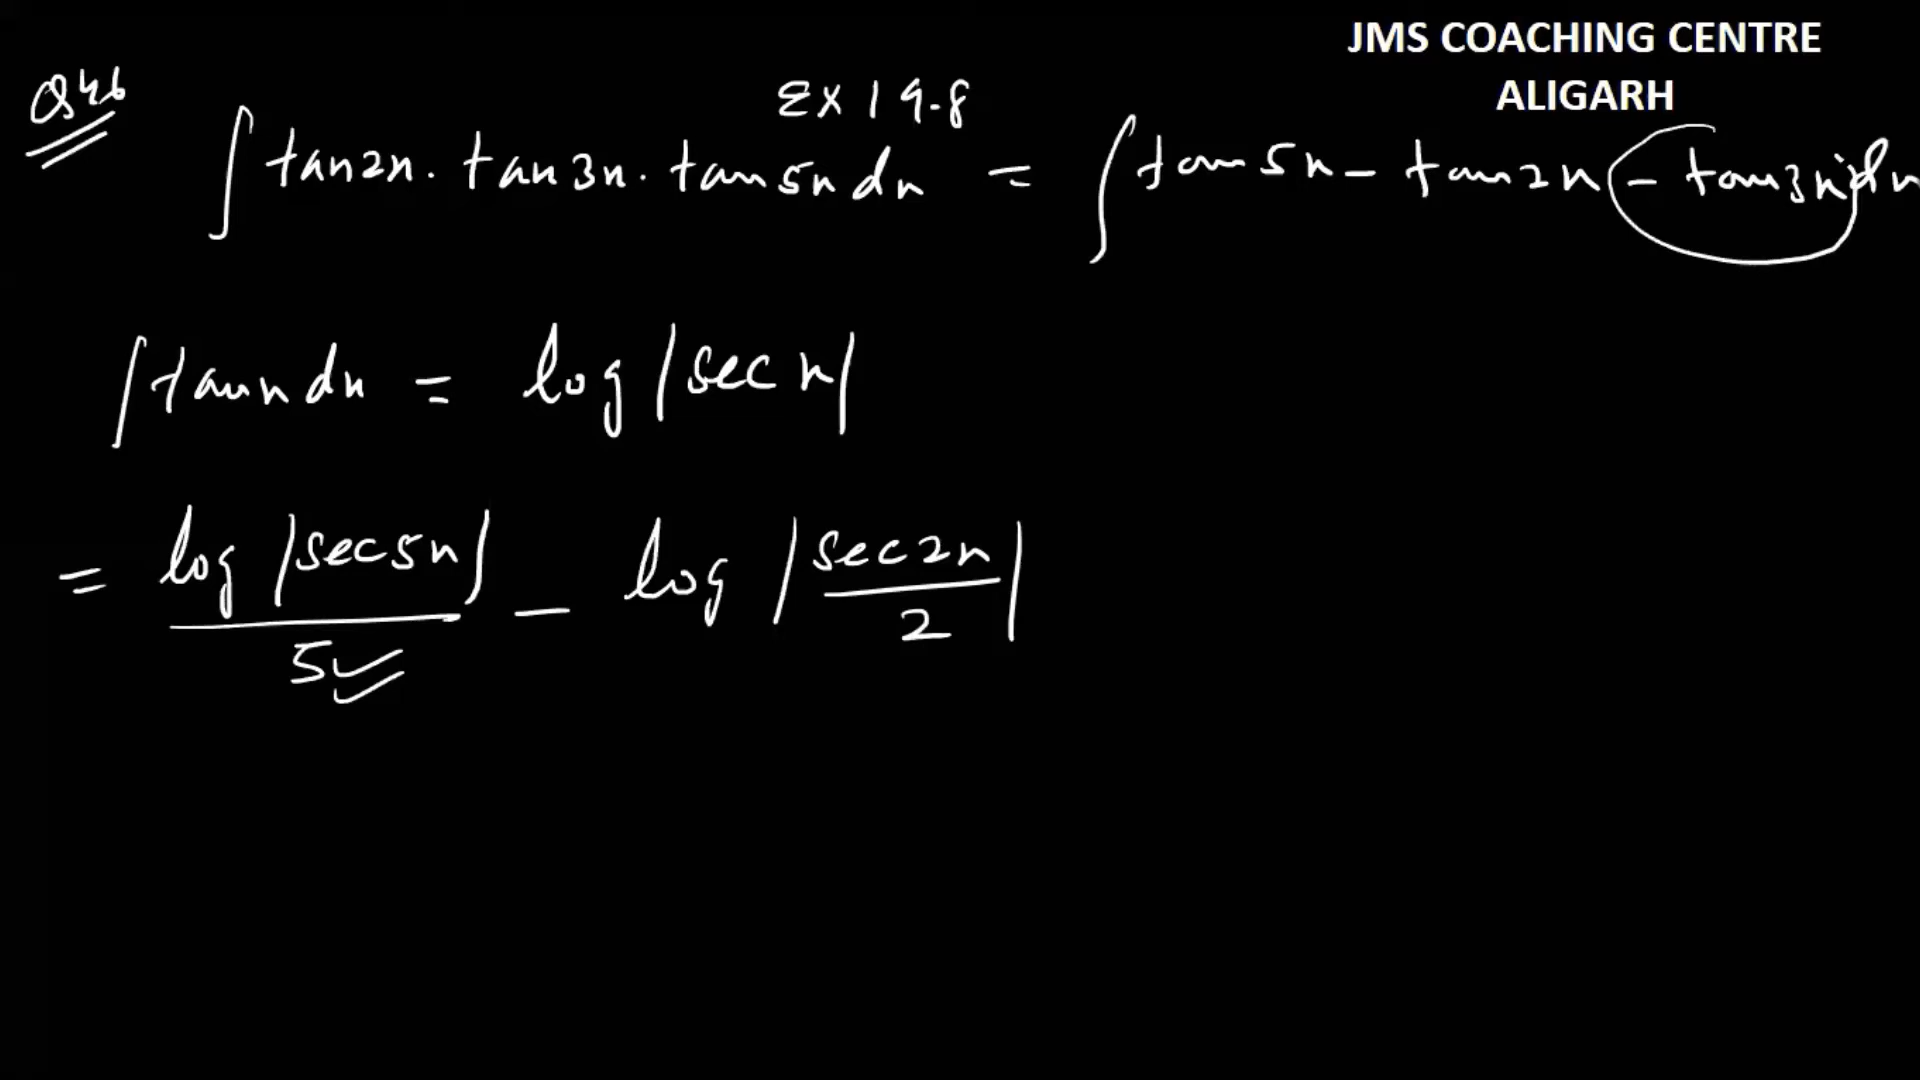 JMS COACHING CENTRE
ALIGARH
Q46
EX 19.8
∫ tan2x . tan3x . tan5x dx = ∫ tan5x - tan2x - tan3x dx
∫ tanx dx = log |sec x|
= log |sec5x| / 5 - log |sec2x / 2|